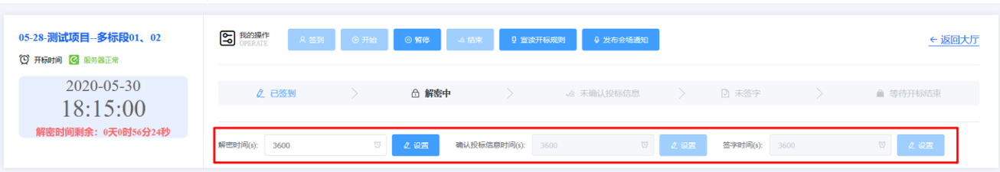 05-28-测试项目--多标段01、02
开标时间 服务器正常
2020-05-30
18:15:00
解密时间剩余：0天0时56分24秒
我的操作
OPERATE
签到 开始 暂停 结束 宣读开标规则 发布会场通知
← 返回大厅
已签到 解密中 未确认投标信息 未签字 等待开标结束
解密时间(s): 3600 设置 确认投标信息时间(s): 3600 设置 签字时间(s): 3600 设置